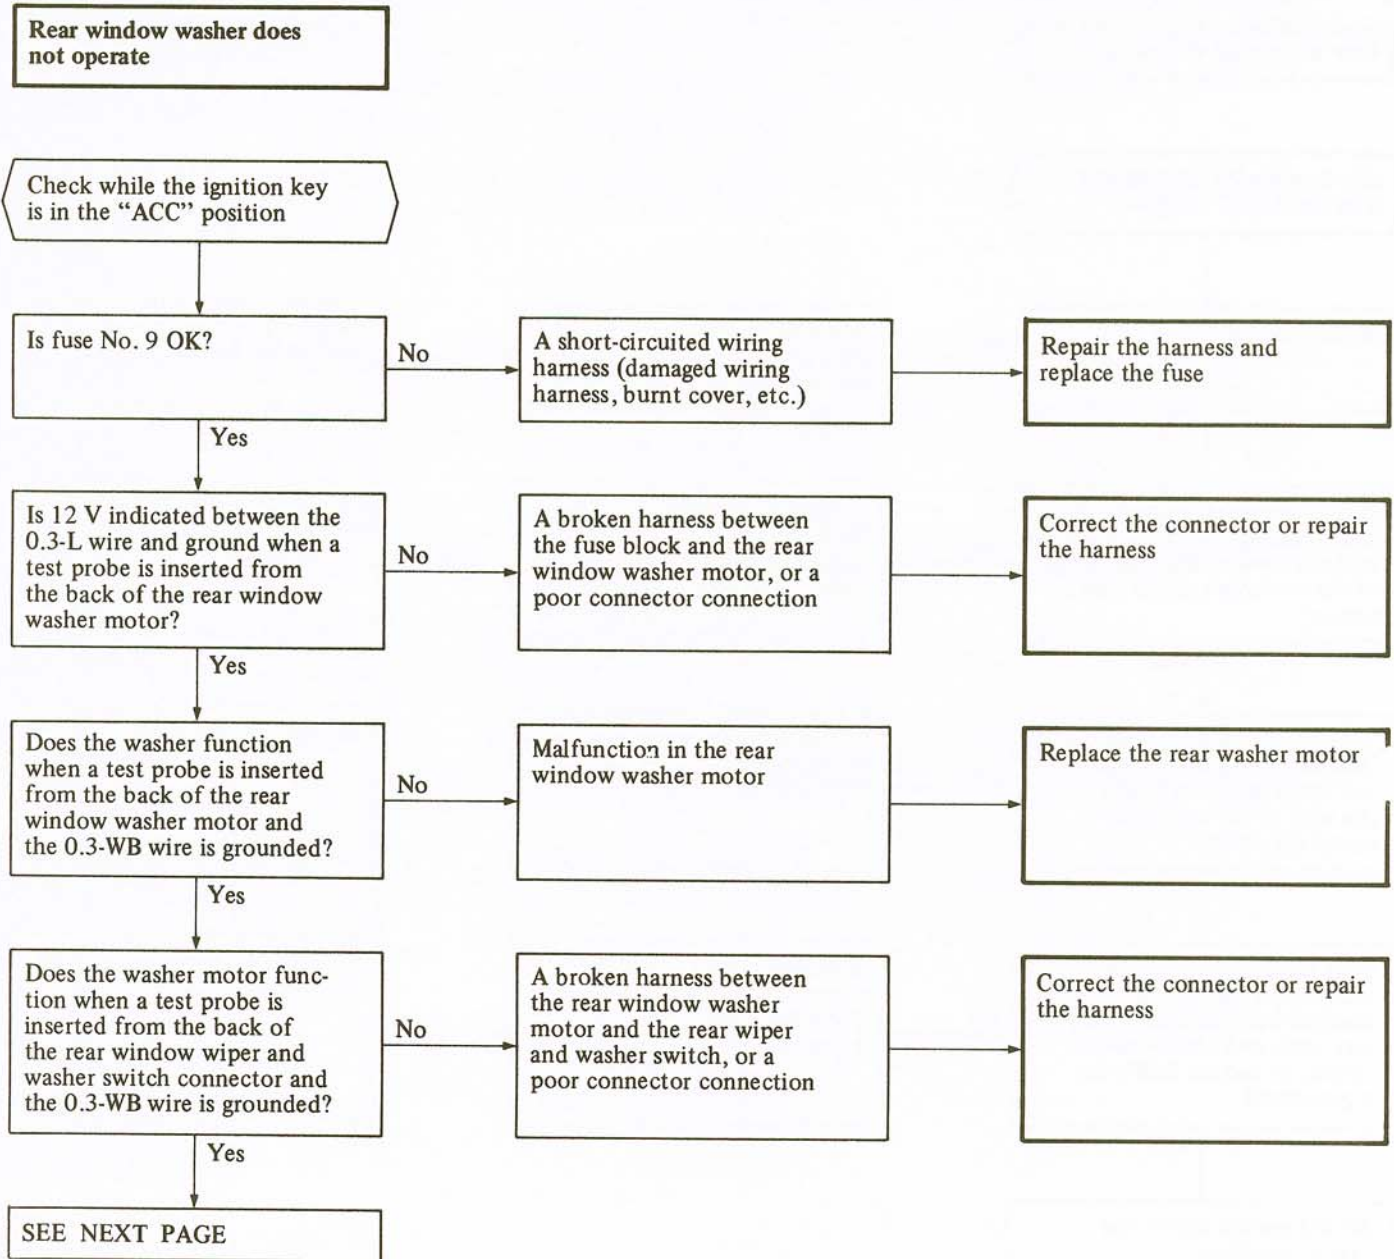 Rear window washer does
not operate
Check while the ignition key
is in the “ACC” position
Is fuse No. 9 OK?
No
A short-circuited wiring
harness (damaged wiring
harness, burnt cover, etc.)
Repair the harness and
replace the fuse
Yes
Is 12 V indicated between the
0.3-L wire and ground when a
test probe is inserted from
the back of the rear window
washer motor?
No
A broken harness between
the fuse block and the rear
window washer motor, or a
poor connector connection
Correct the connector or repair
the harness
Yes
Does the washer function
when a test probe is inserted
from the back of the rear
window washer motor and
the 0.3-WB wire is grounded?
No
Malfunction in the rear
window washer motor
Replace the rear washer motor
Yes
Does the washer motor func-
tion when a test probe is
inserted from the back of
the rear window wiper and
washer switch connector and
the 0.3-WB wire is grounded?
No
A broken harness between
the rear window washer
motor and the rear wiper
and washer switch, or a
poor connector connection
Correct the connector or repair
the harness
Yes
SEE NEXT PAGE